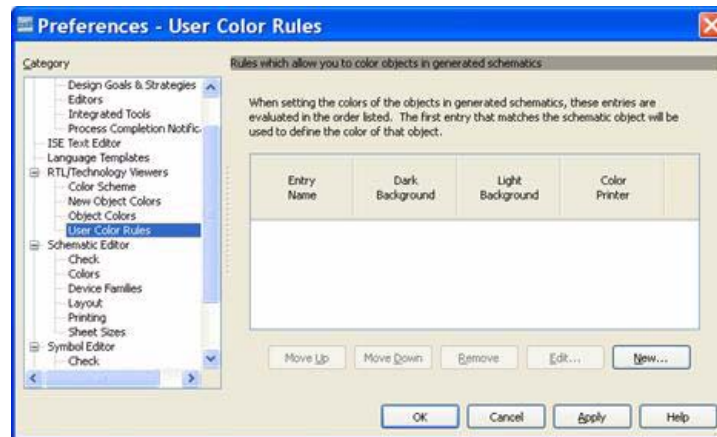 Preferences - User Color Rules
Category
Rules which allow you to color objects in generated schematics
Design Goals & Strategies
Editors
Integrated Tools
Process Completion Notific
ISE Text Editor
Language Templates
RTL/Technology Viewers
Color Scheme
New Object Colors
Object Colors
User Color Rules
Schematic Editor
Check
Colors
Device Families
Layout
Printing
Sheet Sizes
Symbol Editor
Check
When setting the colors of the objects in generated schematics, these entries are
evaluated in the order listed. The first entry that matches the schematic object will be
used to define the color of that object.
Entry Name
Dark Background
Light Background
Color Printer
Move Up
Move Down
Remove
Edit...
New...
OK
Cancel
Apply
Help